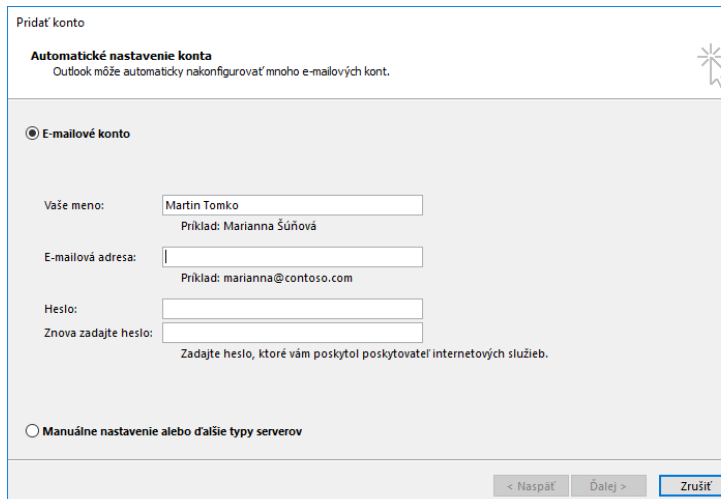 Pridať konto
Automatické nastavenie konta
Outlook môže automaticky nakonfigurovať mnoho e-mailových kont.
E-mailové konto
Vaše meno: Martin Tomko
Príklad: Marianna Šúňová
E-mailová adresa:
Príklad: marianna@contoso.com
Heslo:
Znova zadajte heslo:
Zadajte heslo, ktoré vám poskytol poskytovateľ internetových služieb.
Manuálne nastavenie alebo ďalšie typy serverov
< Naspäť Ďalej > Zrušiť